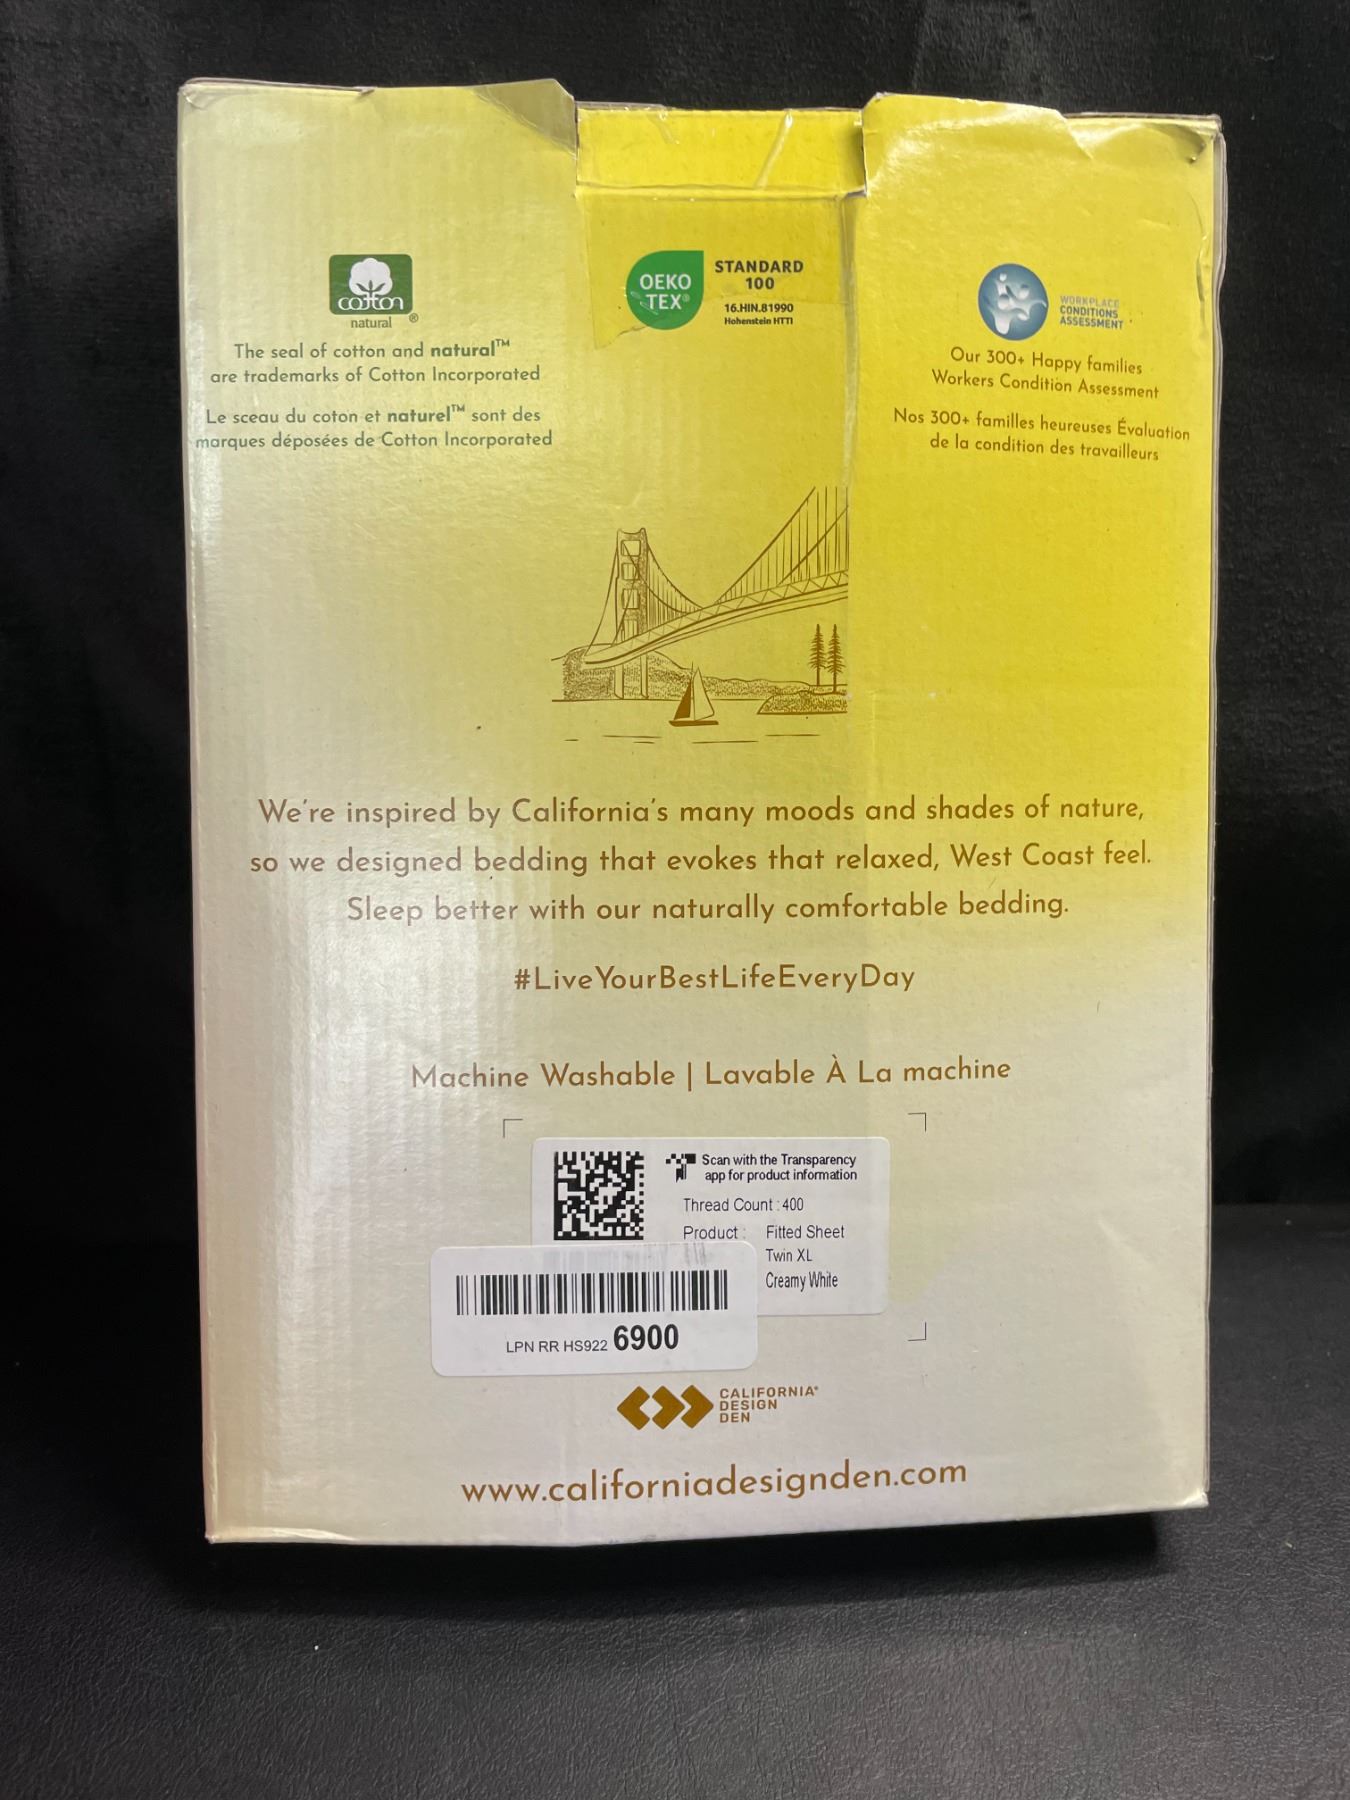 cotton
natural ®
The seal of cotton and natural™
are trademarks of Cotton Incorporated
Le sceau du coton et naturel™ sont des
marques déposées de Cotton Incorporated
OEKO
TEX®
STANDARD
100
16.HIN.81990
Hohenstein HTTI
WORKPLACE
CONDITIONS
ASSESSMENT
Our 300+ Happy families
Workers Condition Assessment
Nos 300+ familles heureuses Évaluation
de la condition des travailleurs
We're inspired by California's many moods and shades of nature,
so we designed bedding that evokes that relaxed, West Coast feel.
Sleep better with our naturally comfortable bedding.
#LiveYourBestLifeEveryDay
Machine Washable | Lavable À La machine
Scan with the Transparency
app for product information
Thread Count : 400
Product : Fitted Sheet
Twin XL
Creamy White
LPN RR HS922 6900
CALIFORNIA®
DESIGN
DEN
www.californiadesignden.com